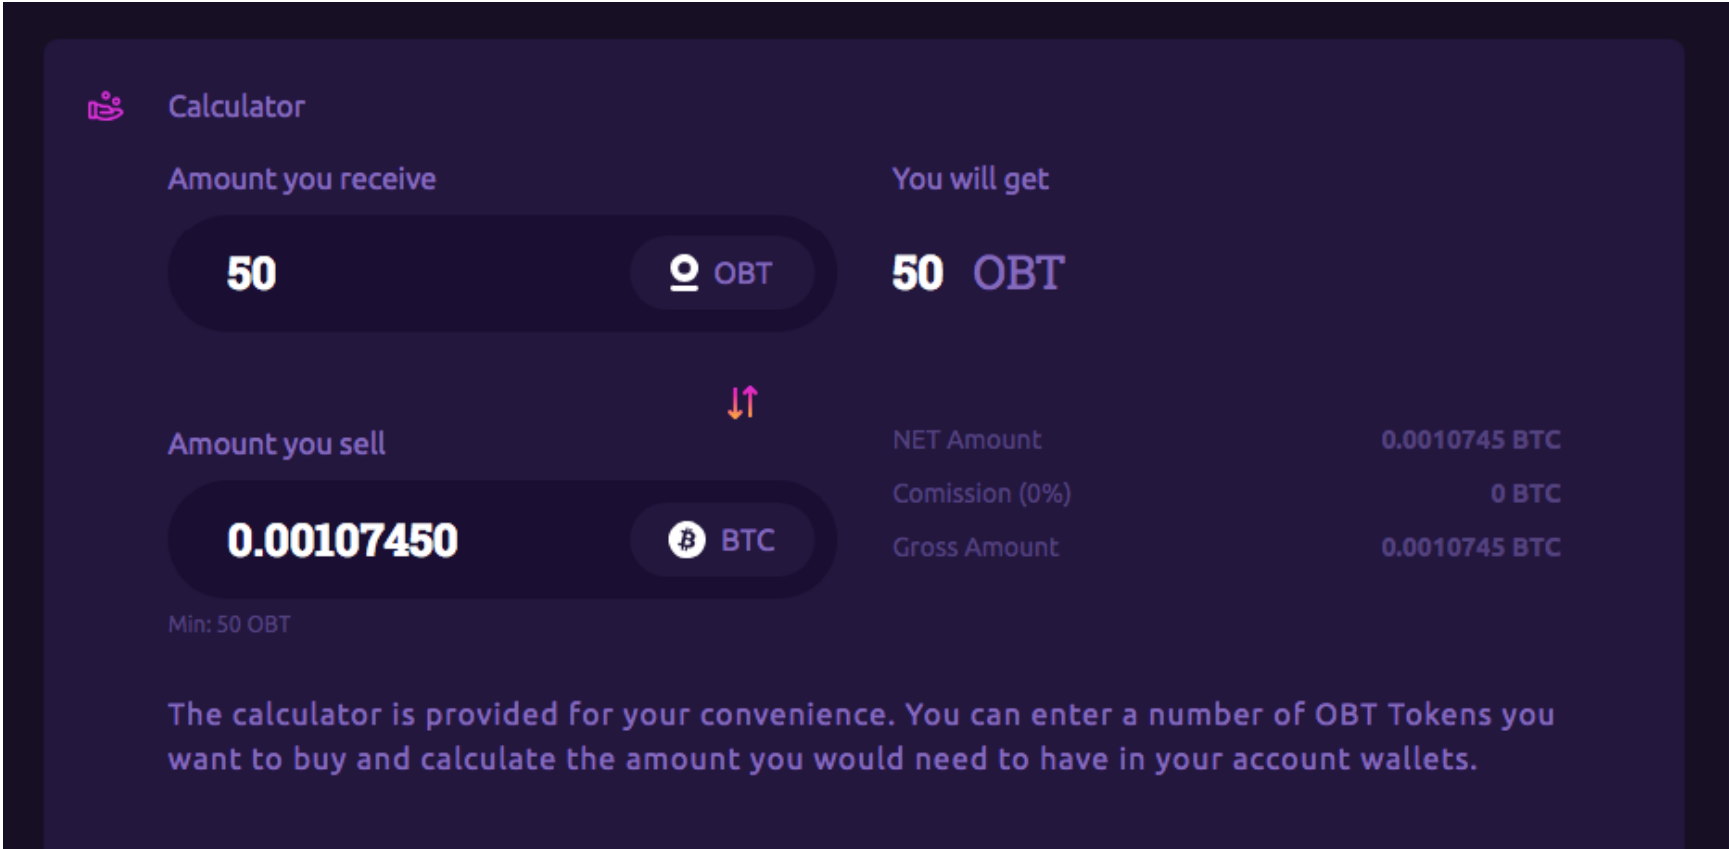 Calculator
Amount you receive
50 OBT
You will get
50 OBT
Amount you sell
0.00107450 BTC
Min: 50 OBT
NET Amount 0.0010745 BTC
Comission (0%) 0 BTC
Gross Amount 0.0010745 BTC
The calculator is provided for your convenience. You can enter a number of OBT Tokens you
want to buy and calculate the amount you would need to have in your account wallets.